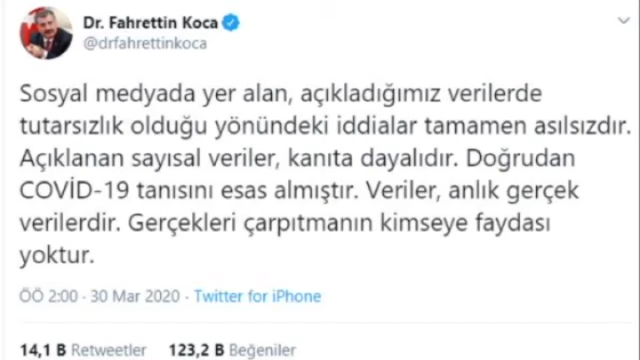 Dr. Fahrettin Koca
@drfahrettinkoca
Sosyal medyada yer alan, açıkladığımız verilerde
tutarsızlık olduğu yönündeki iddialar tamamen asılsızdır.
Açıklanan sayısal veriler, kanıta dayalıdır. Doğrudan
COVİD-19 tanısını esas almıştır. Veriler, anlık gerçek
verilerdir. Gerçekleri çarpıtmanın kimseye faydası
yoktur.
ÖÖ 2:00 · 30 Mar 2020 · Twitter for iPhone
14,1 B Retweetler 123,2 B Beğeniler